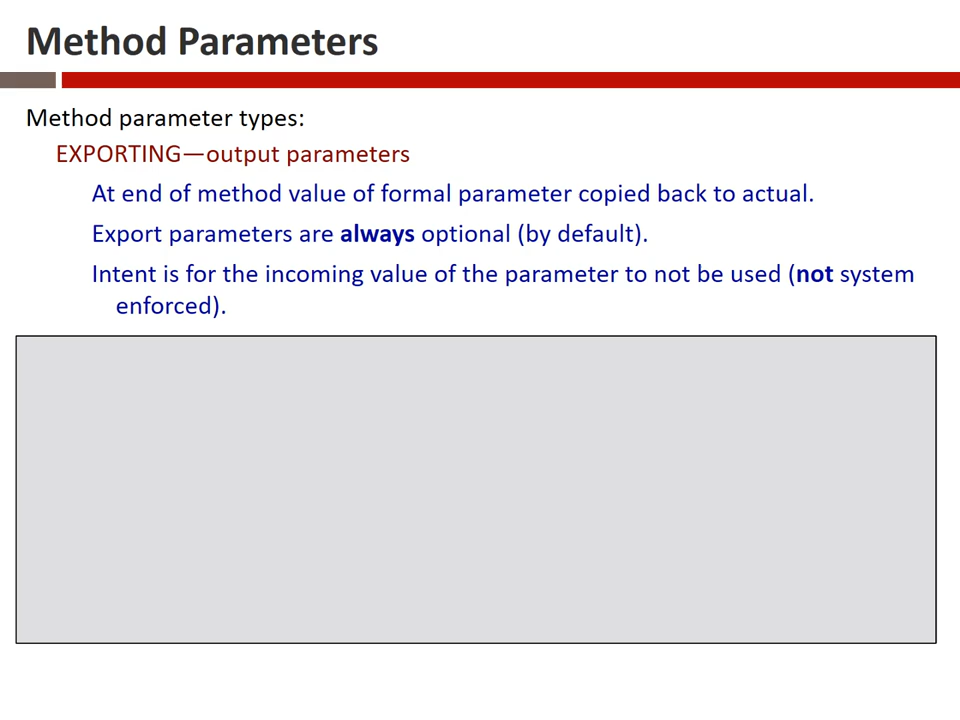 Method Parameters
Method parameter types:
EXPORTING—output parameters
At end of method value of formal parameter copied back to actual.
Export parameters are always optional (by default).
Intent is for the incoming value of the parameter to not be used (not system
enforced).